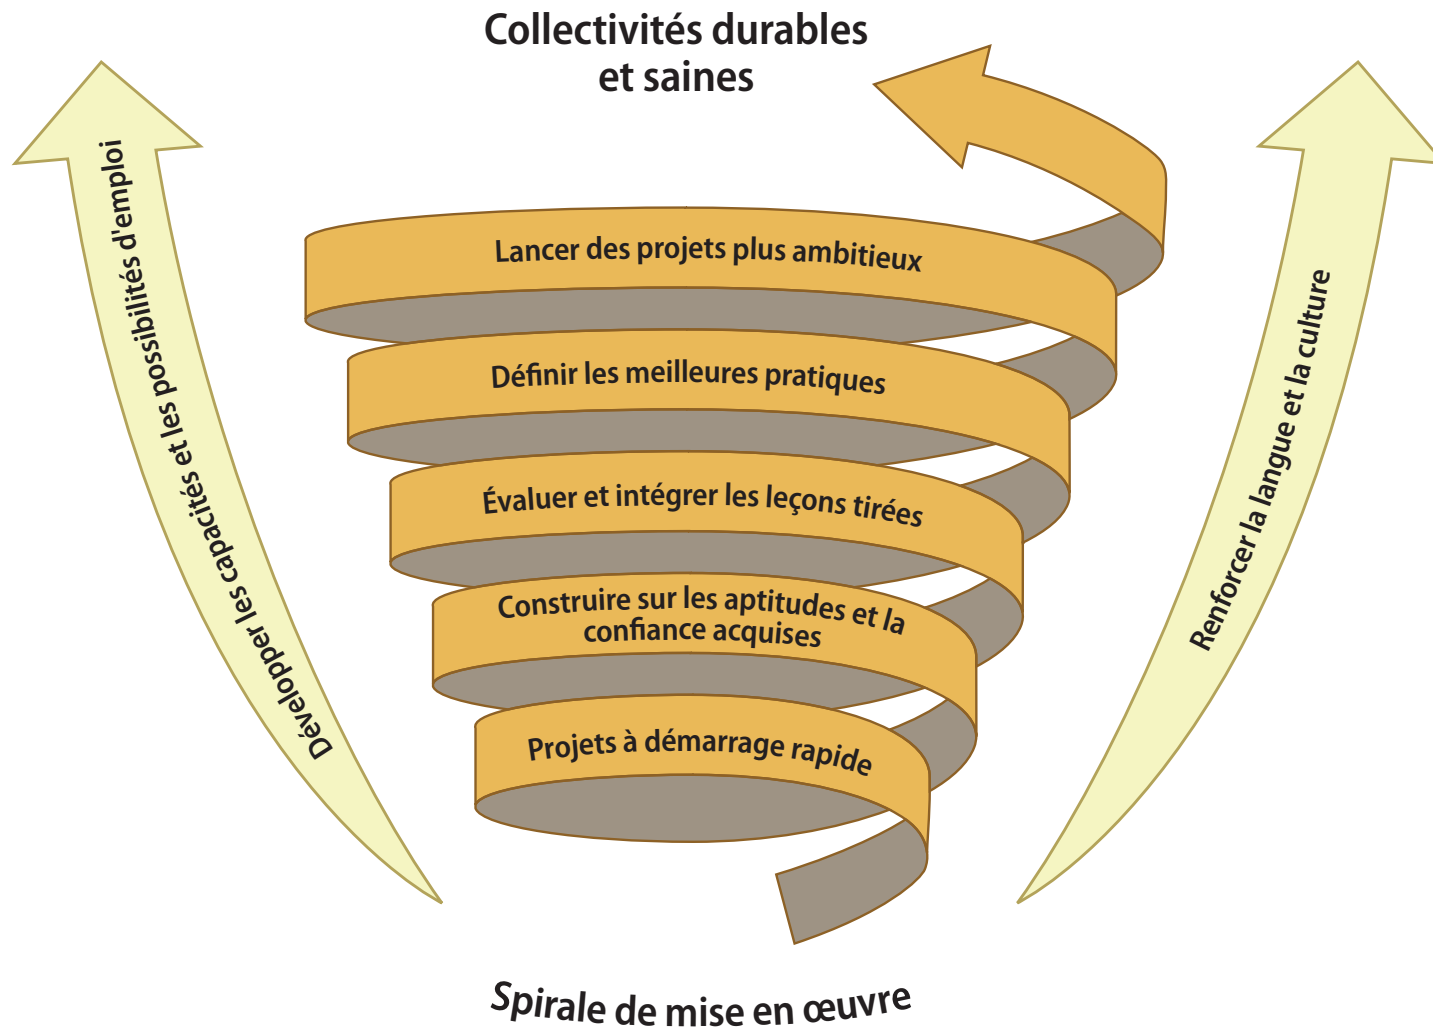 Collectivités durables
et saines
Développer les capacités et les possibilités d'emploi
Lancer des projets plus ambitieux
Définir les meilleures pratiques
Évaluer et intégrer les leçons tirées
Construire sur les aptitudes et la
confiance acquises
Projets à démarrage rapide
Renforcer la langue et la culture
Spirale de mise en œuvre